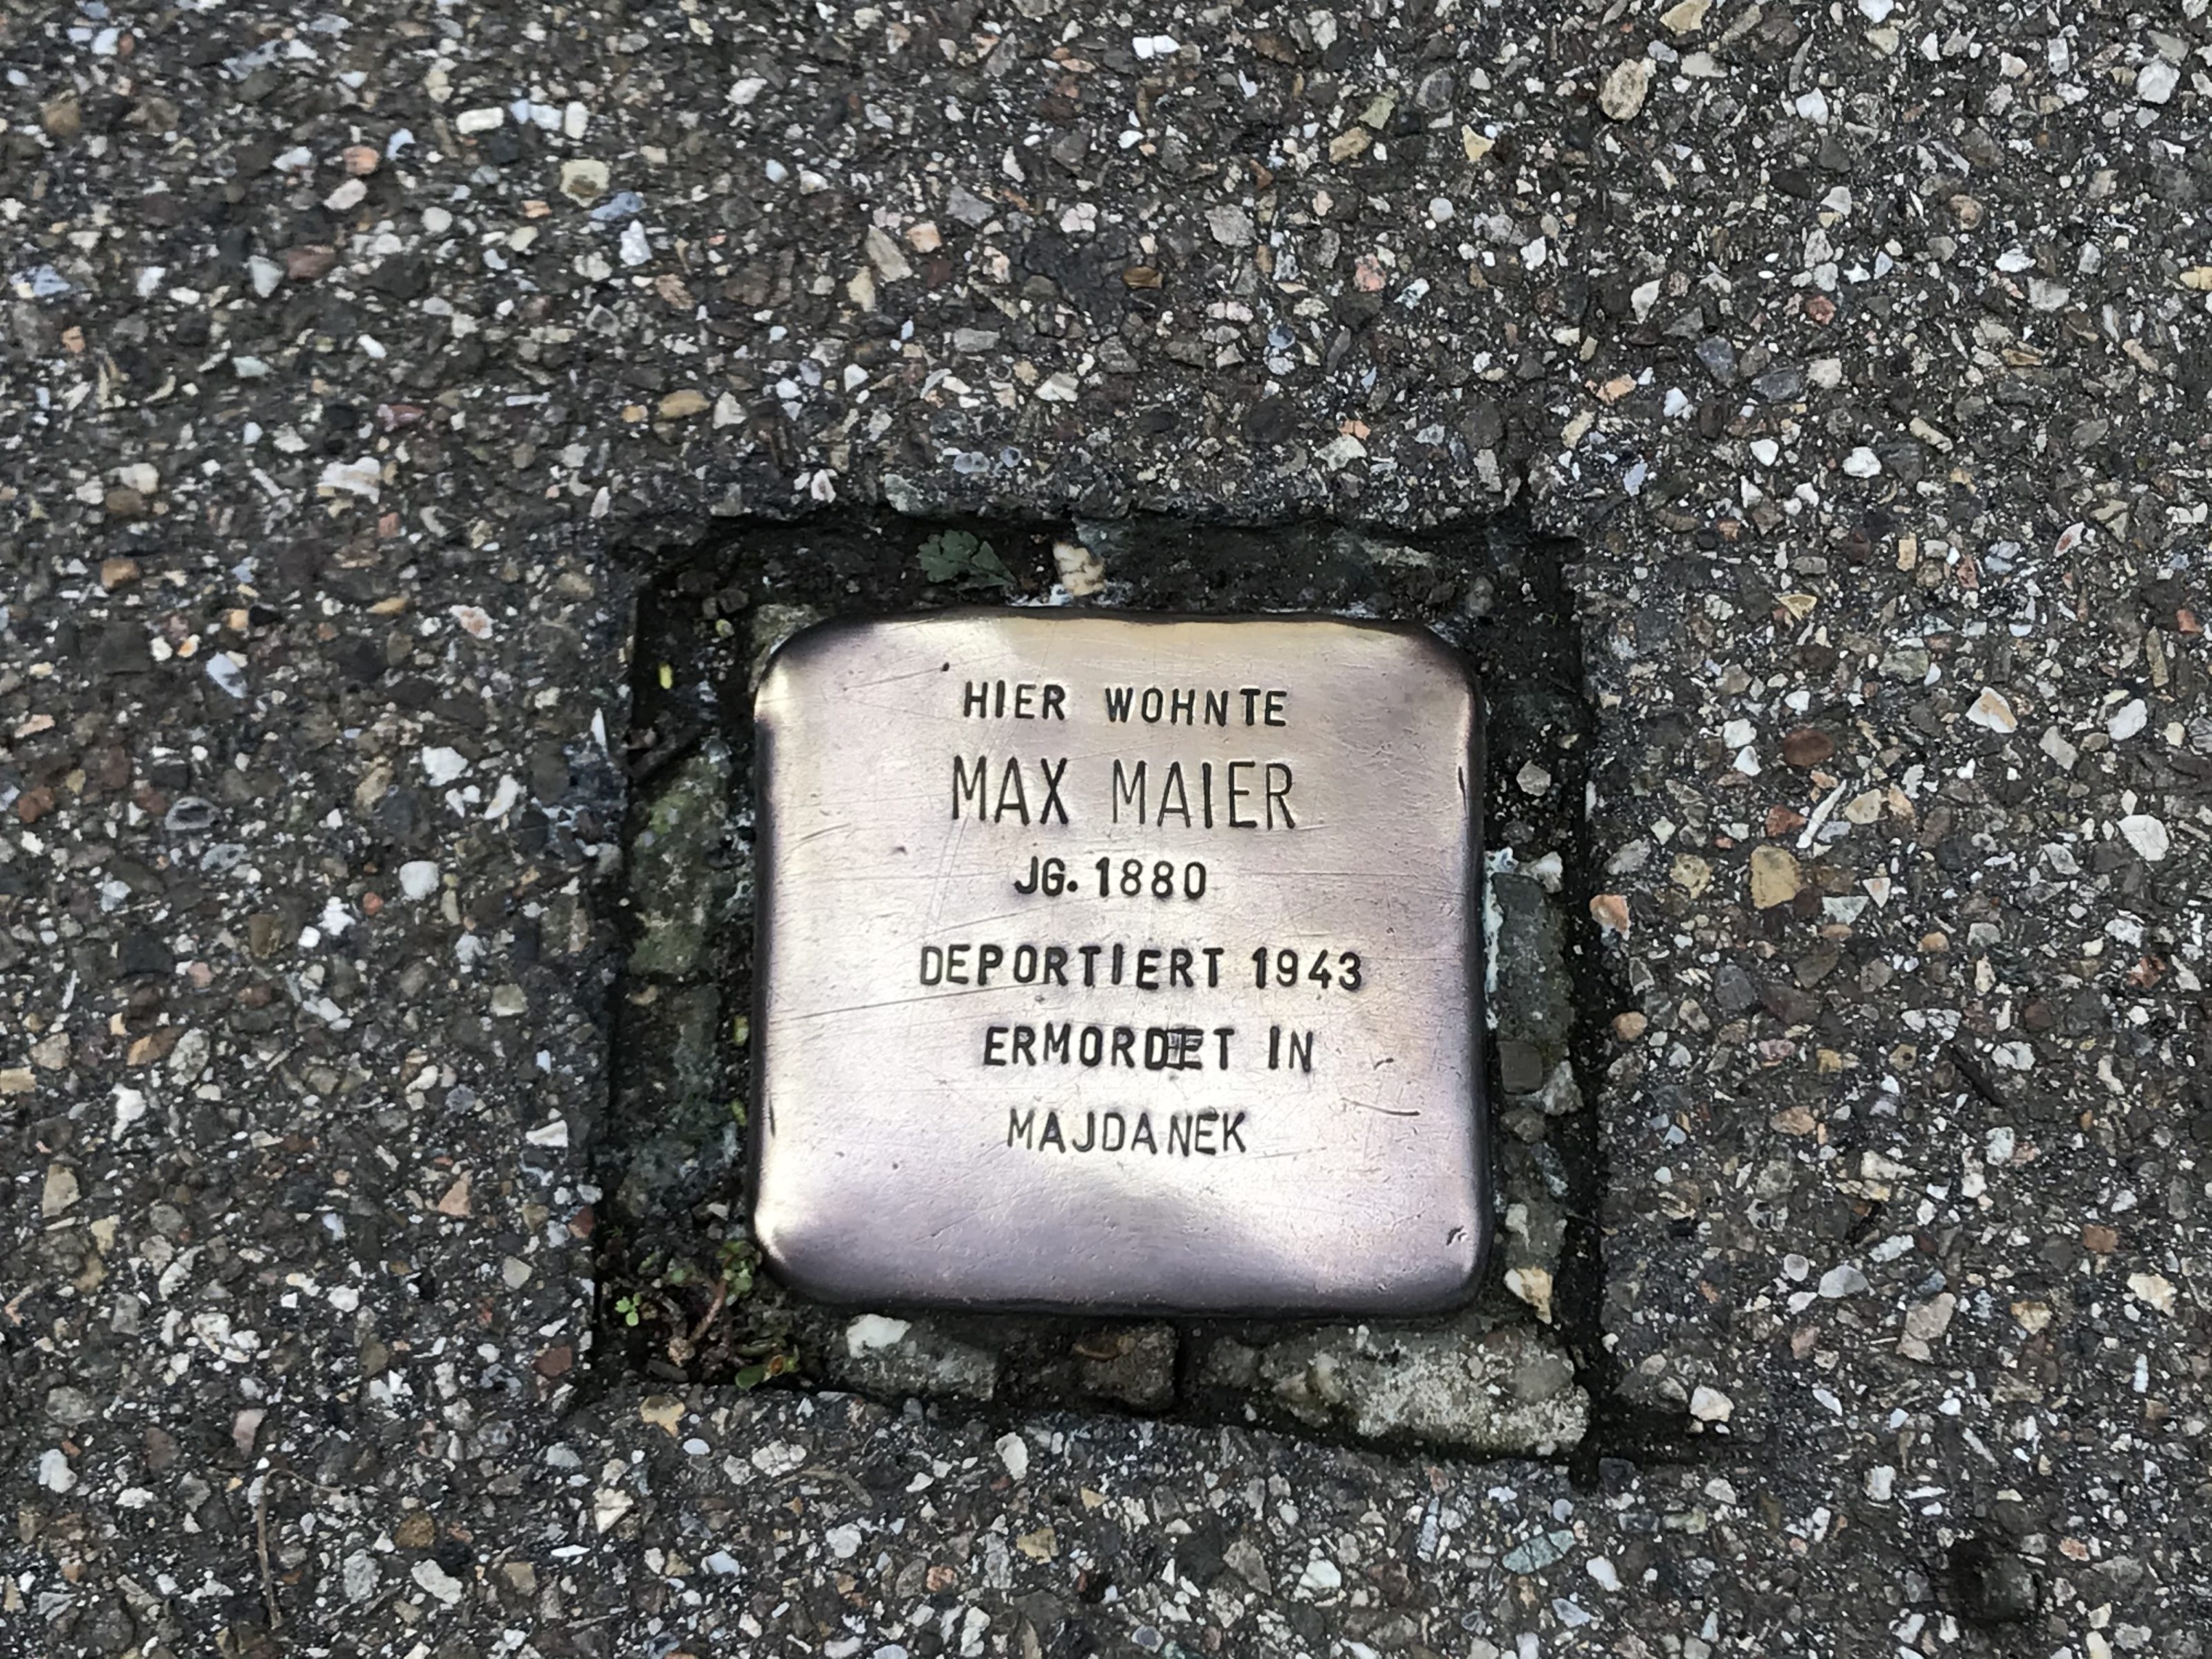 HIER WOHNTE
MAX MAIER
JG. 1880
DEPORTIERT 1943
ERMORDET IN
MAJDANEK